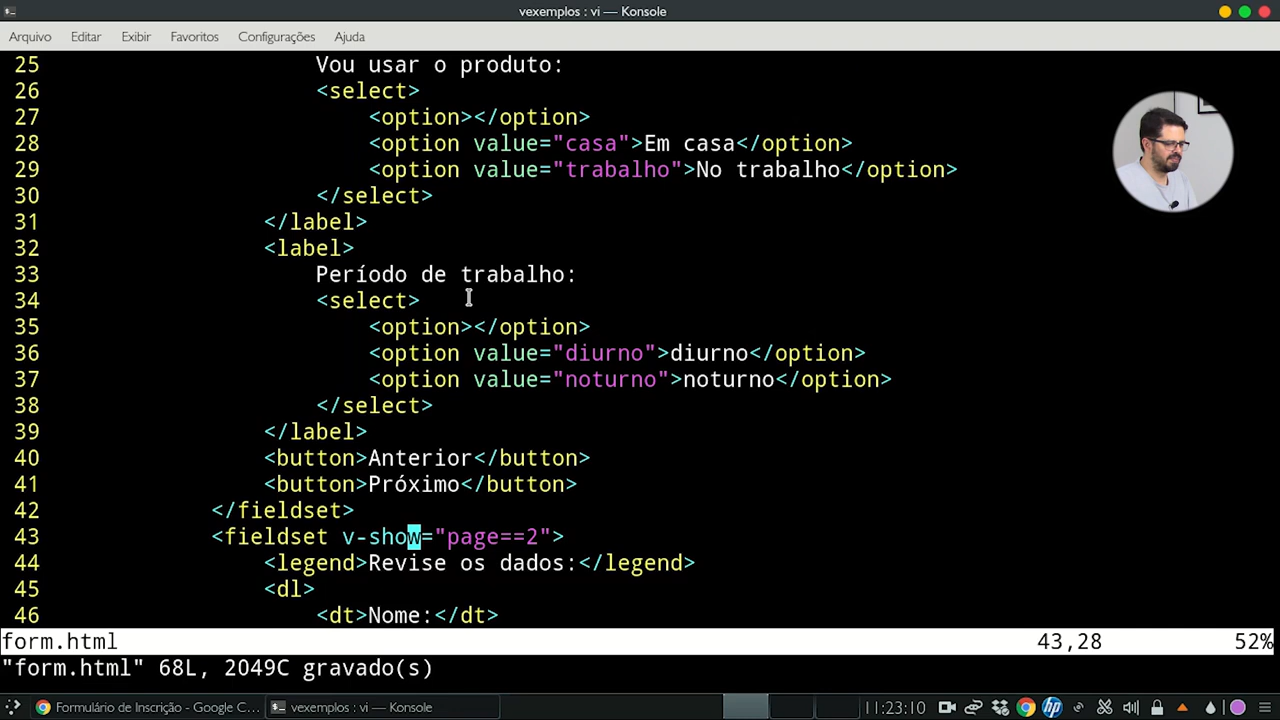 vexemplos : vi — Konsole
Arquivo Editar Exibir Favoritos Configurações Ajuda
25 Vou usar o produto:
26 <select>
27 <option></option>
28 <option value="casa">Em casa</option>
29 <option value="trabalho">No trabalho</option>
30 </select>
31 </label>
32 <label>
33 Período de trabalho:
34 <select>
35 <option></option>
36 <option value="diurno">diurno</option>
37 <option value="noturno">noturno</option>
38 </select>
39 </label>
40 <button>Anterior</button>
41 <button>Próximo</button>
42 </fieldset>
43 <fieldset v-show="page==2">
44 <legend>Revise os dados:</legend>
45 <dl>
46 <dt>Nome:</dt>
form.html 43,28 52%
"form.html" 68L, 2049C gravado(s)
Formulário de Inscrição - Google C... vexemplos : vi — Konsole 11:23:10 hp